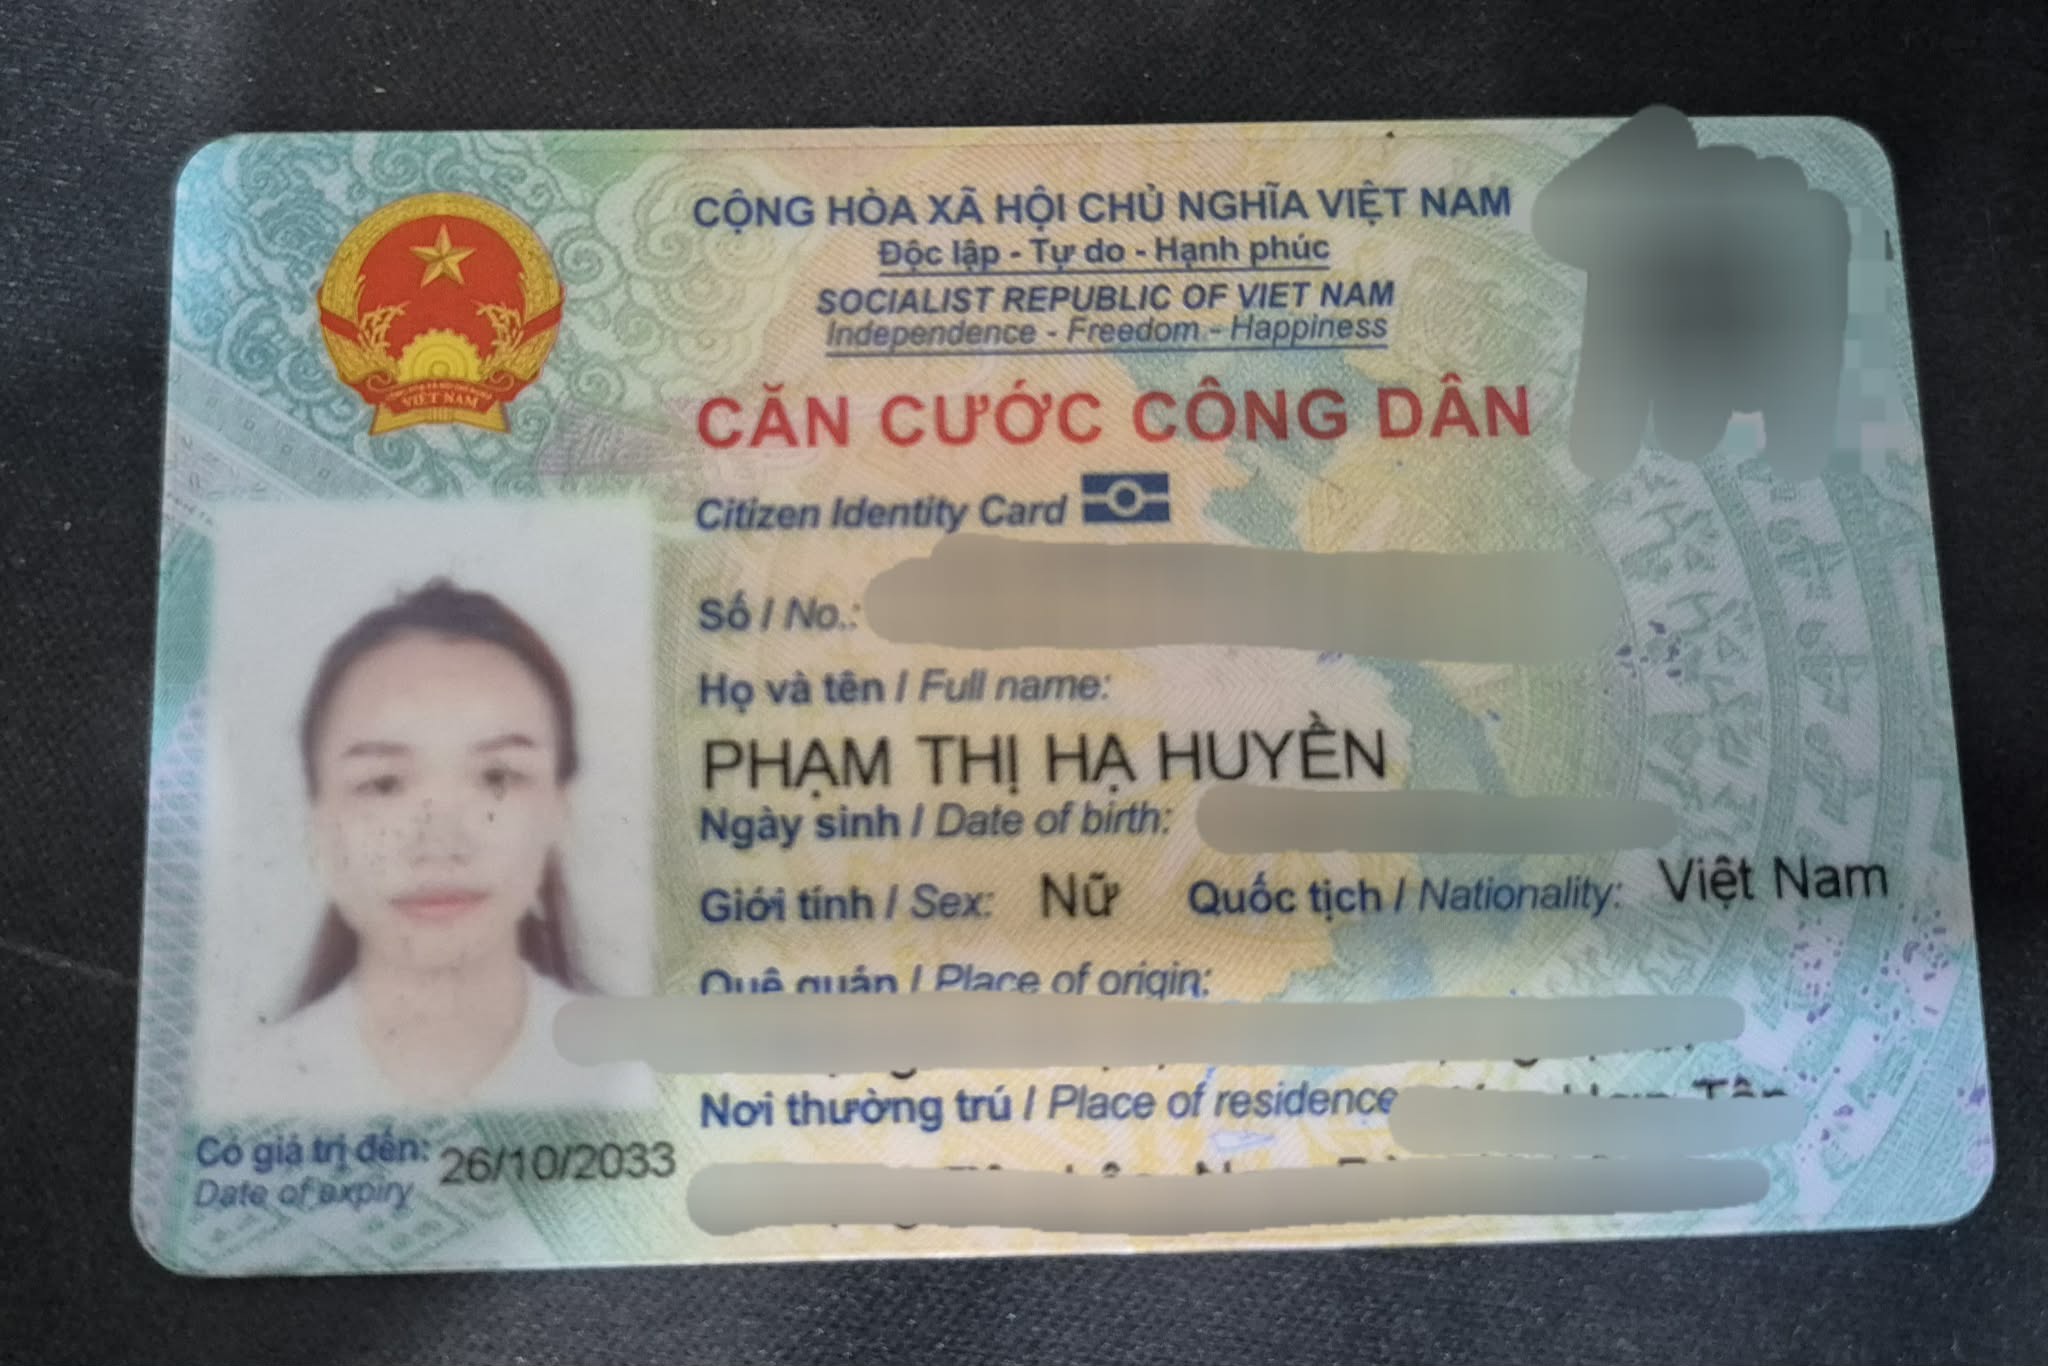 CỘNG HÒA XÃ HỘI CHỦ NGHĨA VIỆT NAM
Độc lập - Tự do - Hạnh phúc
SOCIALIST REPUBLIC OF VIET NAM
Independence - Freedom - Happiness
VIỆT NAM
CĂN CƯỚC CÔNG DÂN
Citizen Identity Card
Số / No.:
Họ và tên / Full name:
PHẠM THỊ HẠ HUYỀN
Ngày sinh / Date of birth:
Giới tính / Sex: Nữ Quốc tịch / Nationality: Việt Nam
Quê quán / Place of origin:
Nơi thường trú / Place of residence
Có giá trị đến: 26/10/2033
Date of expiry